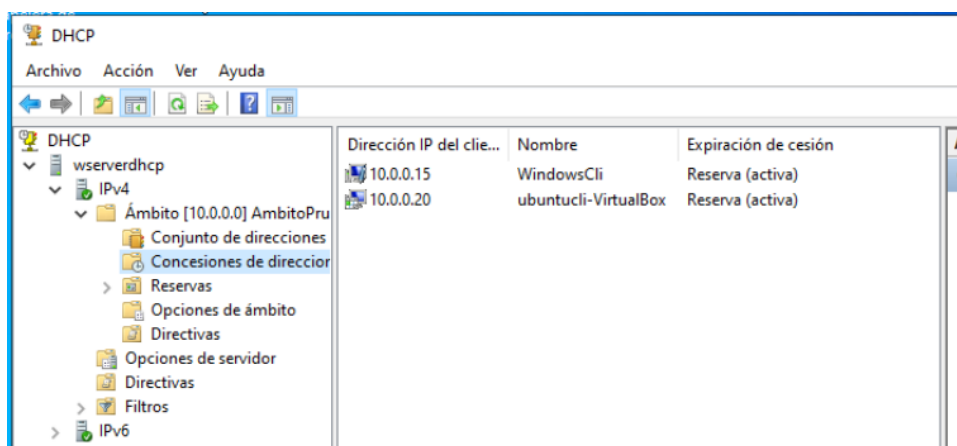 DHCP
Archivo Acción Ver Ayuda
DHCP
wserverdhcp
IPv4
Ámbito [10.0.0.0] AmbitoPru
Conjunto de direcciones
Concesiones de direccior
Reservas
Opciones de ámbito
Directivas
Opciones de servidor
Directivas
Filtros
IPv6
Dirección IP del clie... Nombre Expiración de cesión
10.0.0.15 WindowsCli Reserva (activa)
10.0.0.20 ubuntucli-VirtualBox Reserva (activa)